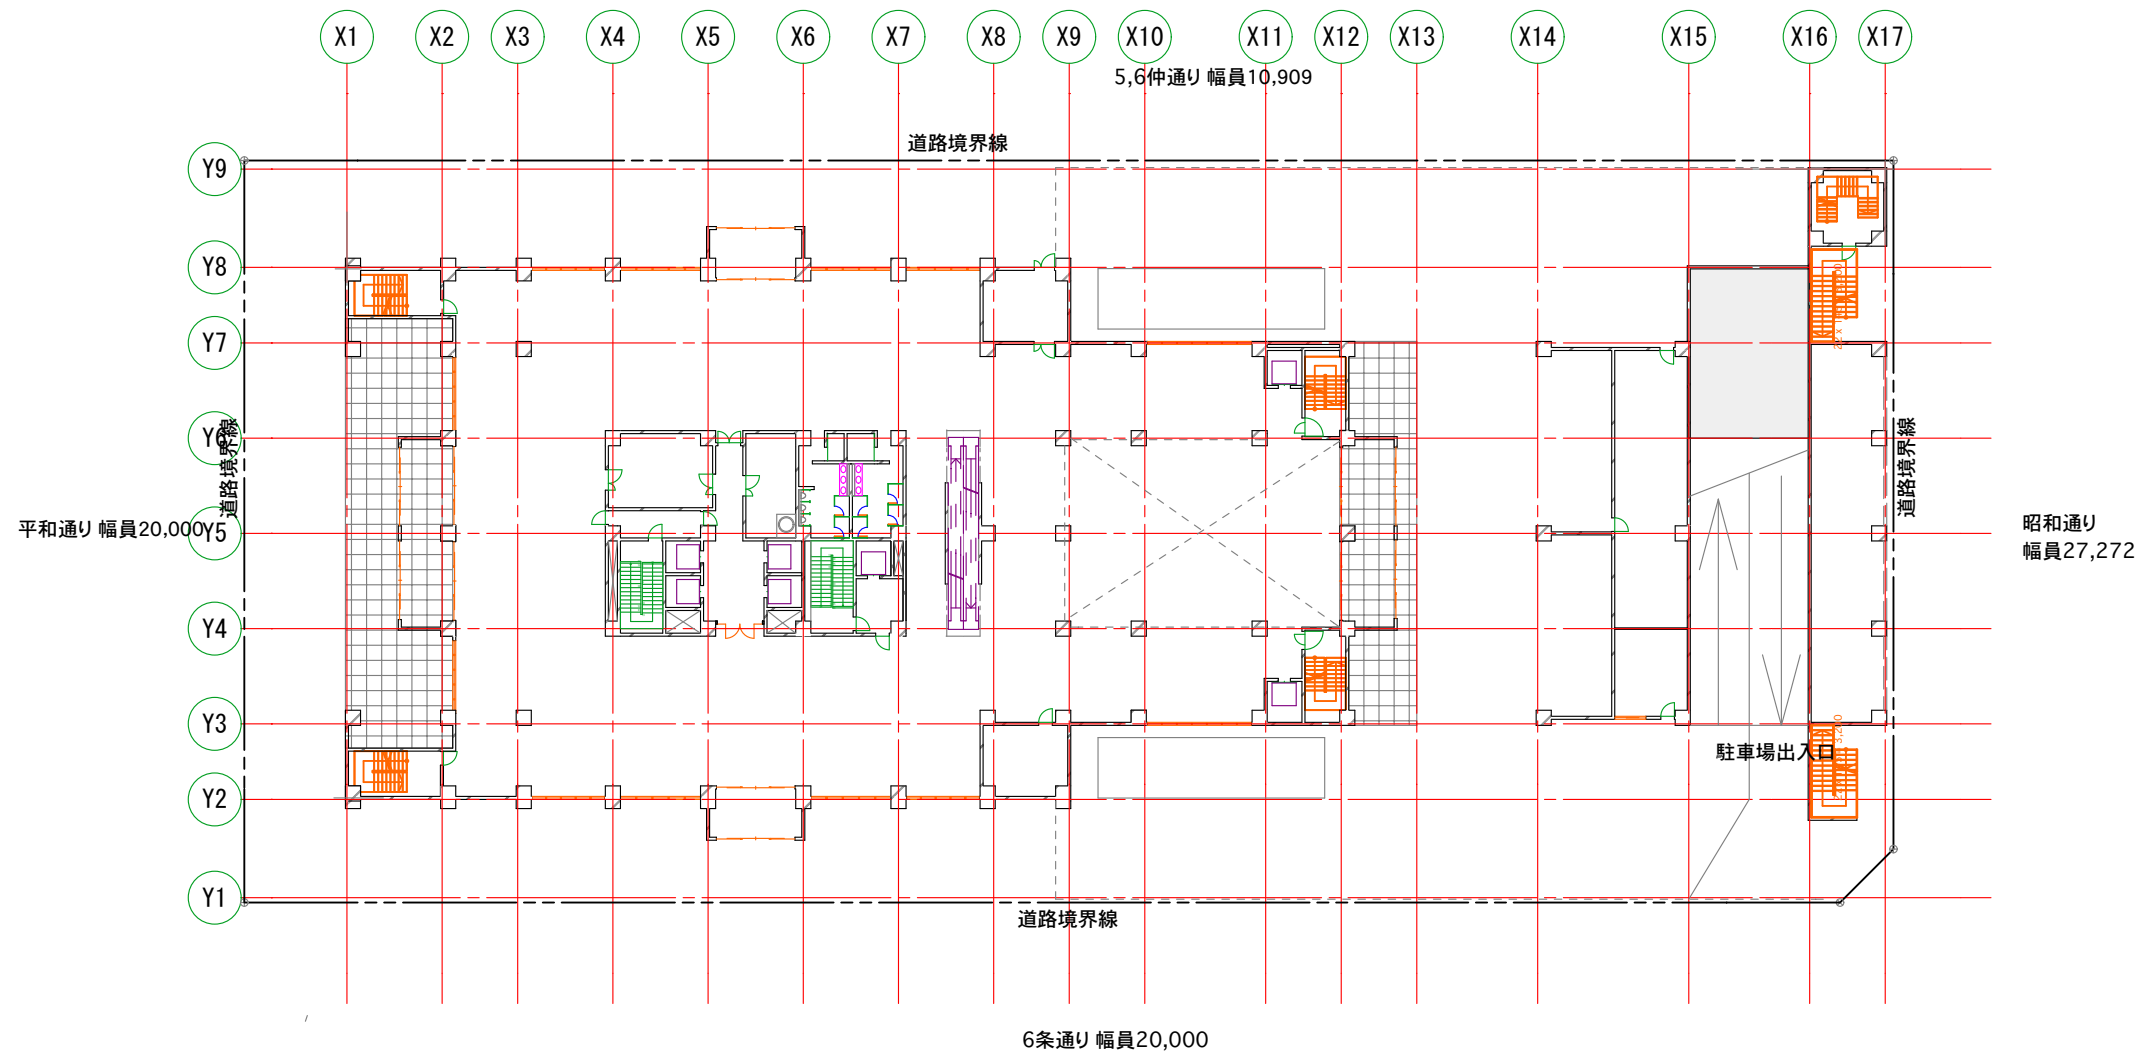 X1 X2 X3 X4 X5 X6 X7 X8 X9 X10 X11 X12 X13 X14 X15 X16 X17
5,6仲通り 幅員10,909
道路境界線
Y9
Y8
Y7
Y6
道路境界線
道路境界線
平和通り 幅員20,000
Y5
昭和通り
幅員27,272
Y4
Y3
駐車場出入口
Y2
Y1
道路境界線
6条通り 幅員20,000